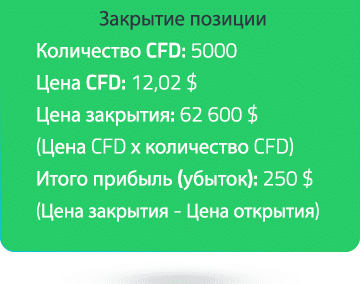 Закрытие позиции
Количество CFD: 5000
Цена CFD: 12,02 $
Цена закрытия: 62 600 $
(Цена CFD x количество CFD)
Итого прибыль (убыток): 250 $
(Цена закрытия - Цена открытия)